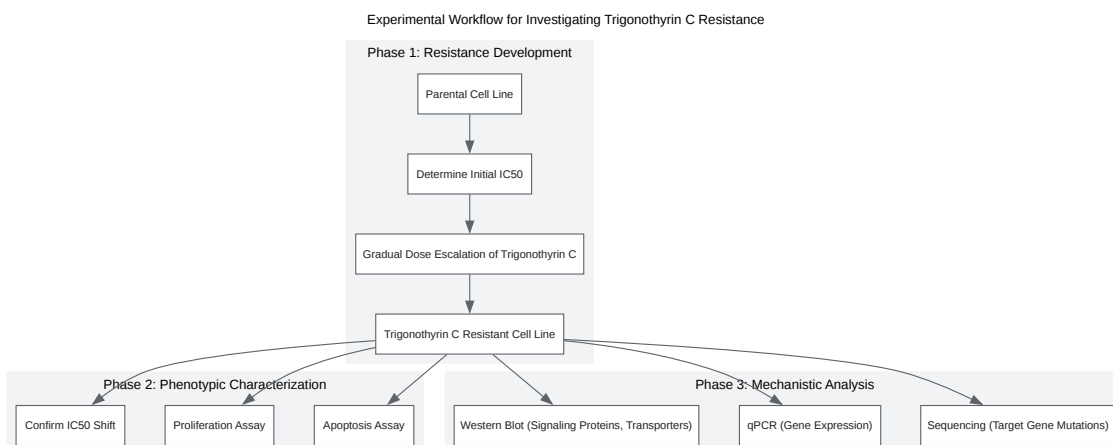 Experimental Workflow for Investigating Trigonothyrin C Resistance
Phase 1: Resistance Development
Parental Cell Line
Determine Initial IC50
Gradual Dose Escalation of Trigonothyrin C
Trigonothyrin C Resistant Cell Line
Phase 2: Phenotypic Characterization
Confirm IC50 Shift
Proliferation Assay
Apoptosis Assay
Phase 3: Mechanistic Analysis
Western Blot (Signaling Proteins, Transporters)
qPCR (Gene Expression)
Sequencing (Target Gene Mutations)